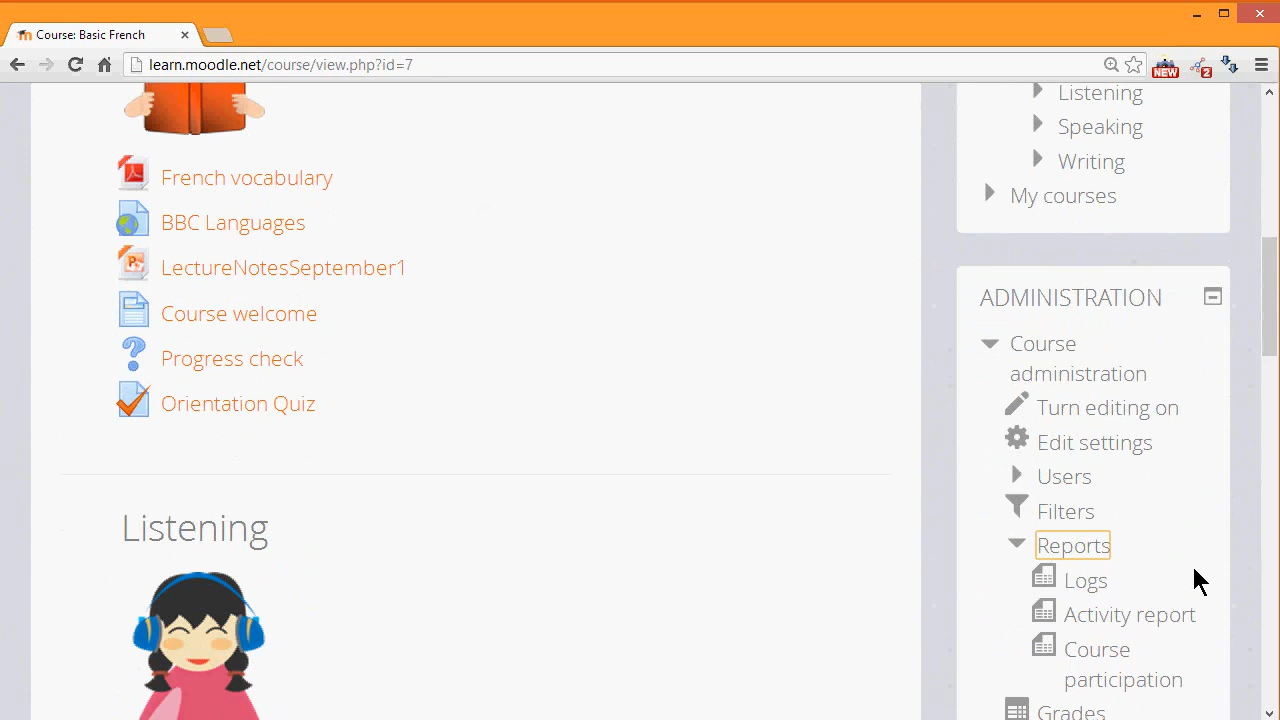 Course: Basic French
learn.moodle.net/course/view.php?id=7
NEW
2
French vocabulary
BBC Languages
LectureNotesSeptember1
Course welcome
Progress check
Orientation Quiz
Listening
Listening
Speaking
Writing
My courses
ADMINISTRATION
Course
administration
Turn editing on
Edit settings
Users
Filters
Reports
Logs
Activity report
Course
participation
Grades